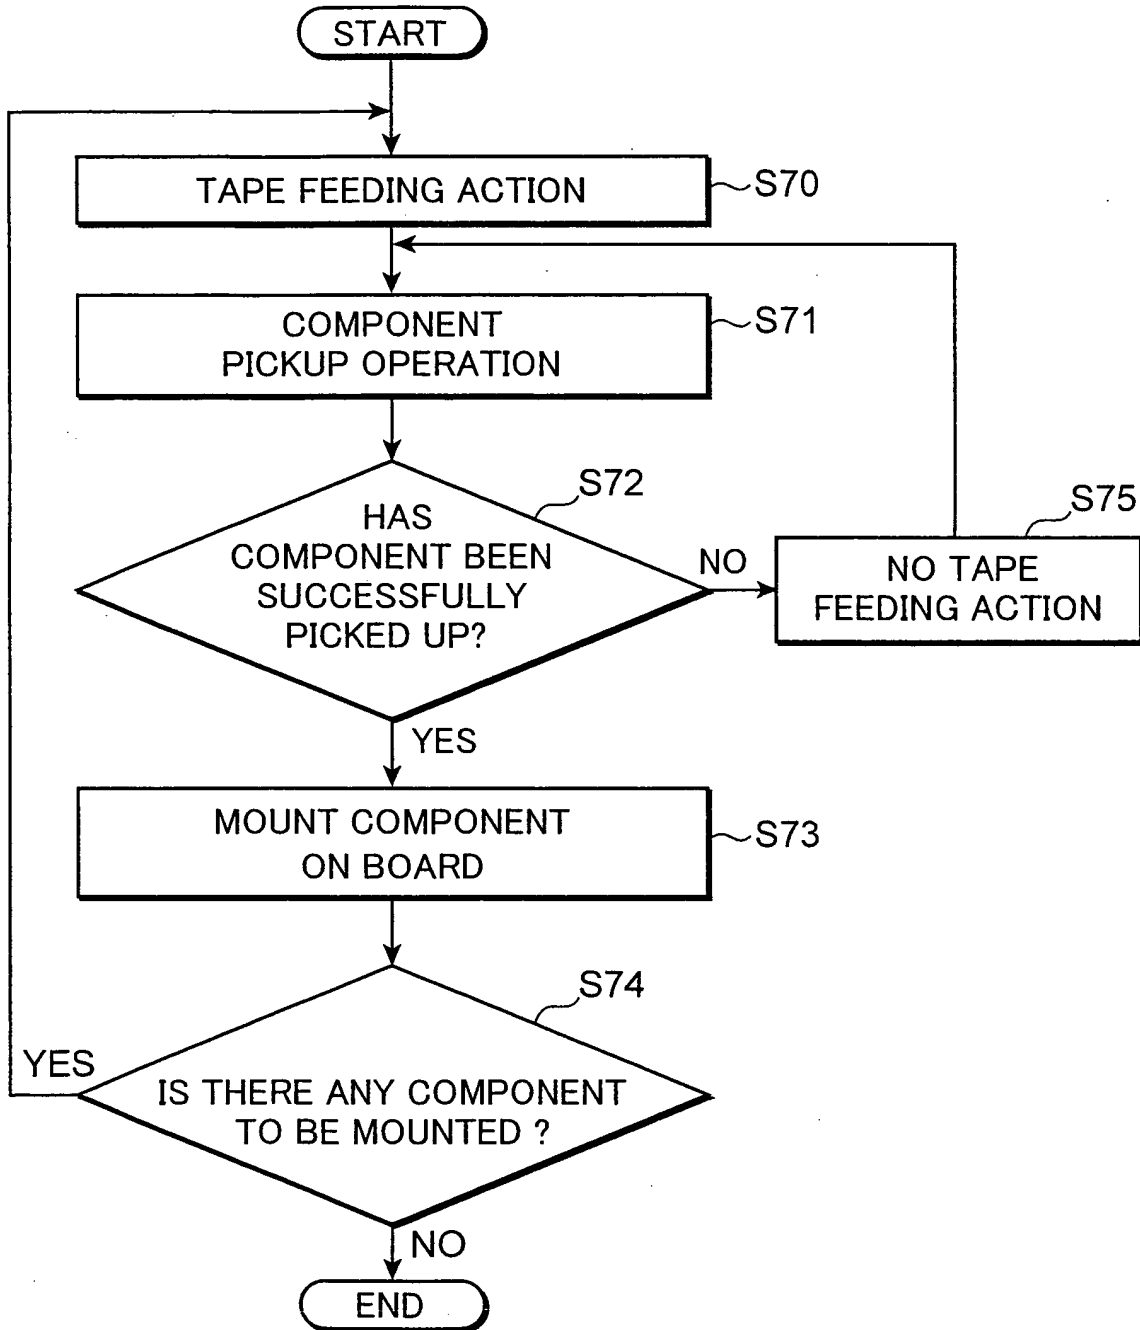 START
TAPE FEEDING ACTION
S70
COMPONENT
PICKUP OPERATION
S71
S72
HAS
COMPONENT BEEN
SUCCESSFULLY
PICKED UP?
NO
S75
NO TAPE
FEEDING ACTION
YES
MOUNT COMPONENT
ON BOARD
S73
S74
YES
IS THERE ANY COMPONENT
TO BE MOUNTED ?
NO
END